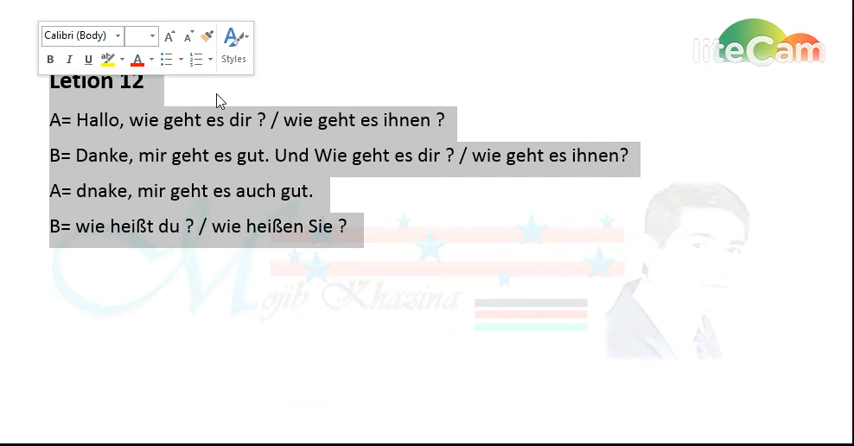 Calibri (Body)
Styles
liteCam
Letion 12
A= Hallo, wie geht es dir ? / wie geht es ihnen ?
B= Danke, mir geht es gut. Und Wie geht es dir ? / wie geht es ihnen?
A= dnake, mir geht es auch gut.
B= wie heißt du ? / wie heißen Sie ?
Mojib Khazina